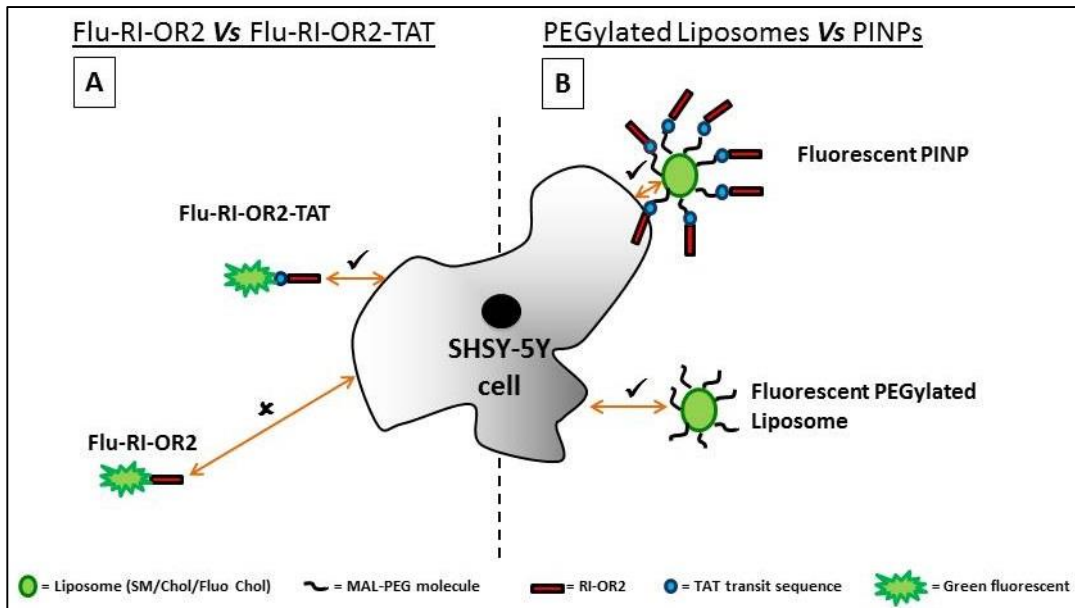 Flu-RI-OR2 Vs Flu-RI-OR2-TAT
PEGylated Liposomes Vs PINPs
A
B
Fluorescent PINP
Flu-RI-OR2-TAT
SHSY-5Y
cell
Fluorescent PEGylated
Liposome
Flu-RI-OR2
= Liposome (SM/Chol/Fluo Chol)
= MAL-PEG molecule
= RI-OR2
= TAT transit sequence
= Green fluorescent